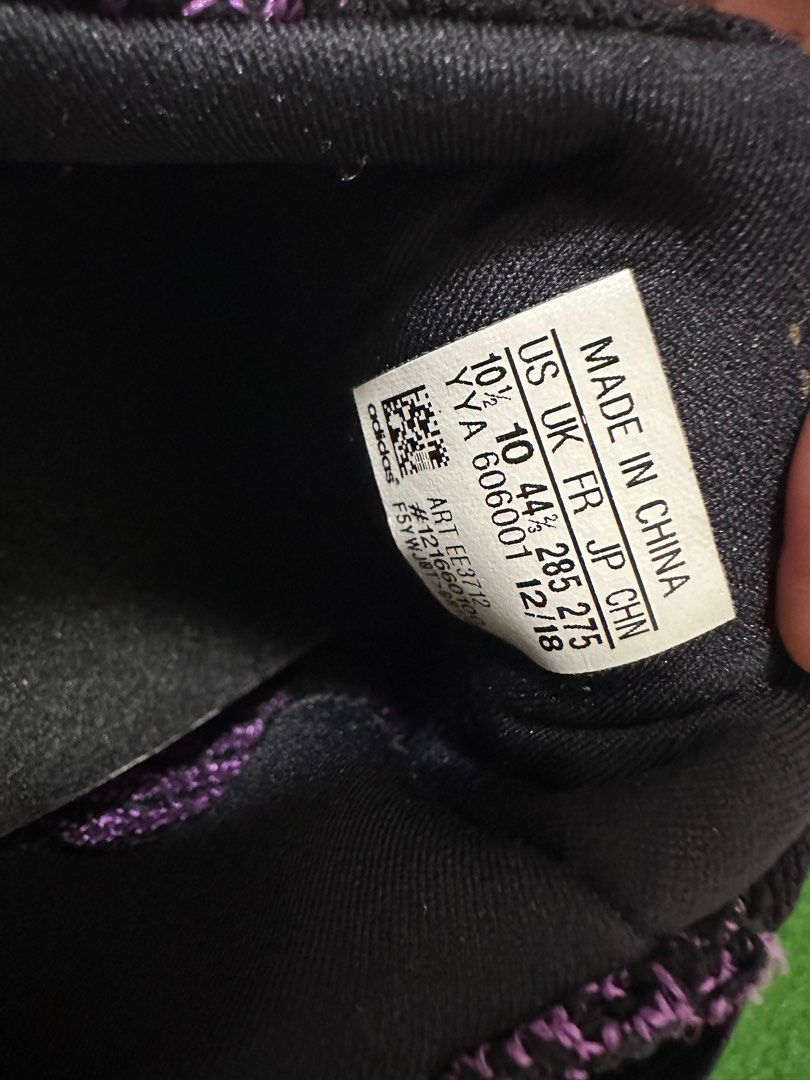 MADE IN CHINA
US UK FR JP CHN
10½ 10 44⅔ 285 275
YYA 606001 12/18
ART EE3712
adidas